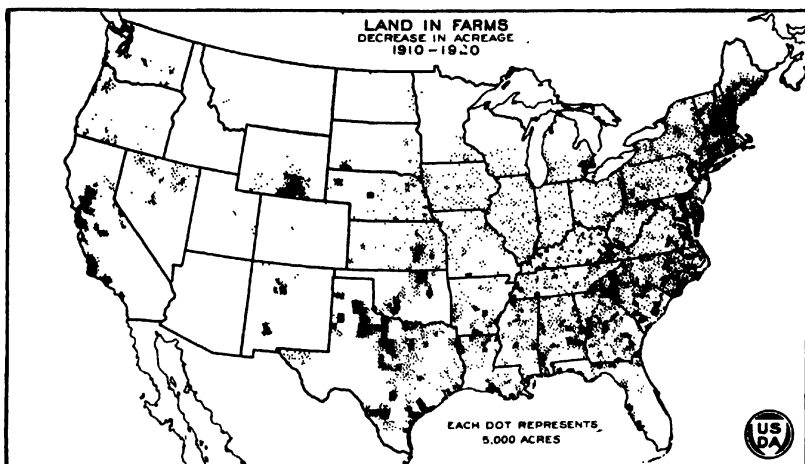 LAND IN FARMS
DECREASE IN ACREAGE
1910-1920
EACH DOT REPRESENTS
5,000 ACRES
US
DA